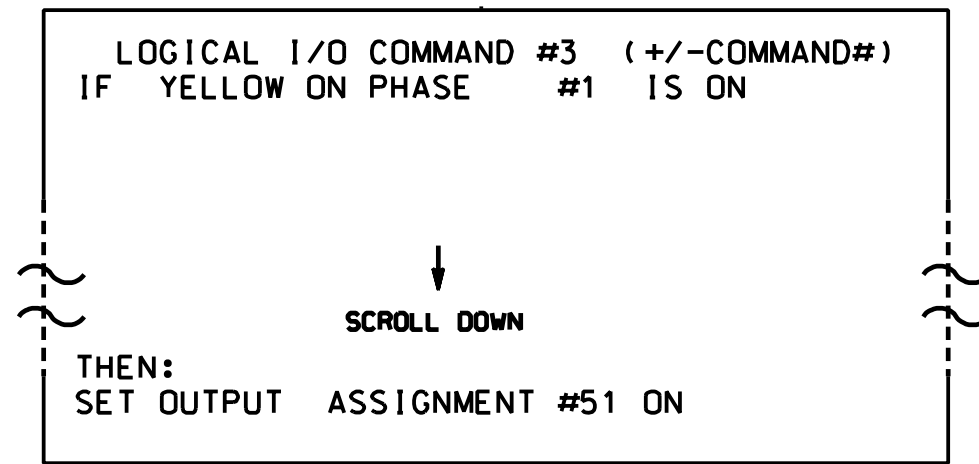 LOGICAL I/O COMMAND #3 (+/-COMMAND#)
IF YELLOW ON PHASE #1 IS ON
SCROLL DOWN
THEN:
SET OUTPUT ASSIGNMENT #51 ON